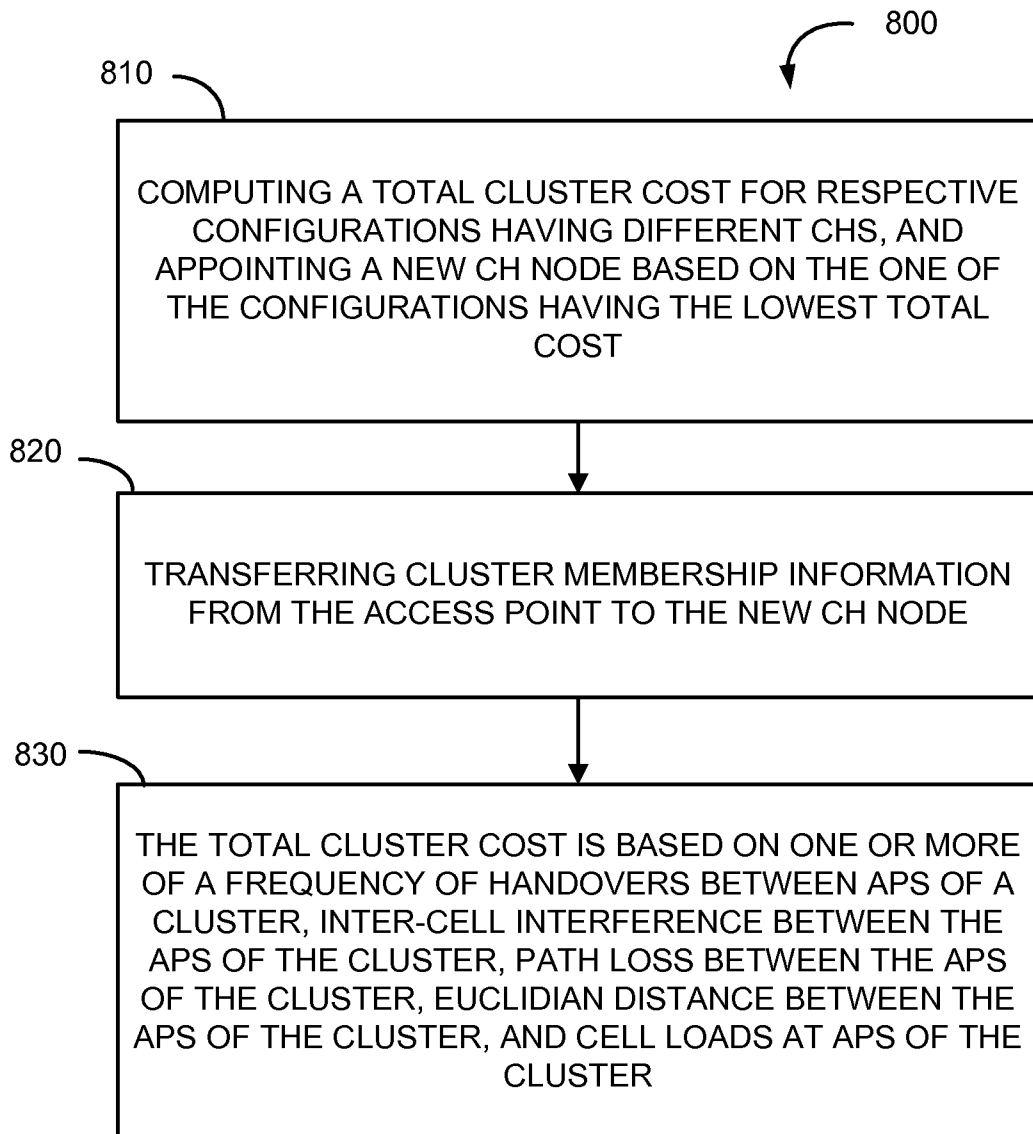 800
810
COMPUTING A TOTAL CLUSTER COST FOR RESPECTIVE
CONFIGURATIONS HAVING DIFFERENT CHS, AND
APPOINTING A NEW CH NODE BASED ON THE ONE OF
THE CONFIGURATIONS HAVING THE LOWEST TOTAL
COST
820
TRANSFERRING CLUSTER MEMBERSHIP INFORMATION
FROM THE ACCESS POINT TO THE NEW CH NODE
830
THE TOTAL CLUSTER COST IS BASED ON ONE OR MORE
OF A FREQUENCY OF HANDOVERS BETWEEN APS OF A
CLUSTER, INTER-CELL INTERFERENCE BETWEEN THE
APS OF THE CLUSTER, PATH LOSS BETWEEN THE APS
OF THE CLUSTER, EUCLIDIAN DISTANCE BETWEEN THE
APS OF THE CLUSTER, AND CELL LOADS AT APS OF THE
CLUSTER